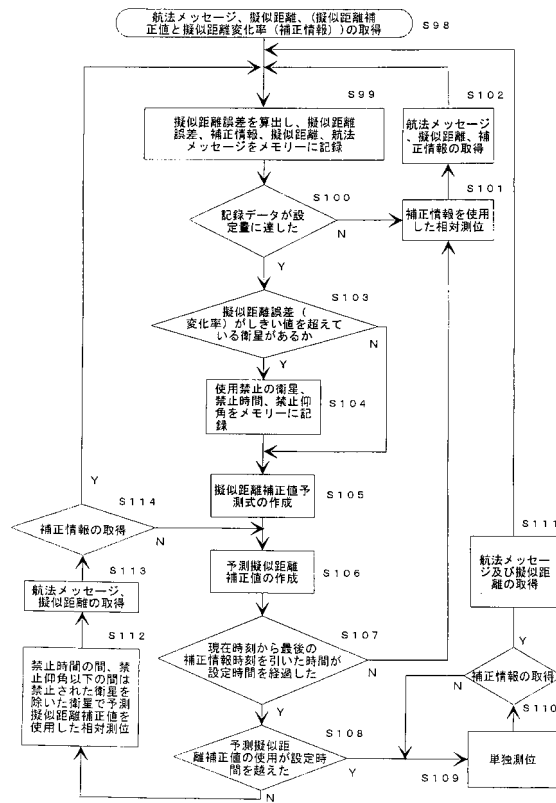 航法メッセージ、擬似距離、(擬似距離補
正値と擬似距離変化率(補正情報))の取得
S98
S99
擬似距離誤差を算出し、擬似距離
誤差、補正情報、擬似距離、航法
メッセージをメモリーに記録
S102
航法メッセージ
、擬似距離、補
正情報の取得
S100
記録データが設
定量に達した
N
Y
S101
補正情報を使用
した相対測位
S103
擬似距離誤差(
変化率)がしきい値を超えて
いる衛星があるか
N
Y
使用禁止の衛星、
禁止時間、禁止仰
角をメモリーに記
録
S104
擬似距離補正値予
測式の作成
S105
Y
S114
補正情報の取得
N
予測擬似距離
補正値の作成
S106
S111
航法メッセー
ジ及び擬似距
離の取得
S113
航法メッセージ、
擬似距離の取得
S107
現在時刻から最後の
補正情報時刻を引いた時間が
設定時間を経過した
N
Y
S112
禁止時間の間、禁
止仰角以下の間は
禁止された衛星を
除いた衛星で予測
擬似距離補正値を
使用した相対測位
Y
補正情報の取得
N
S110
S108
予測擬似距
離補正値の使用が設定時
間を越えた
Y
N
S109
単独測位